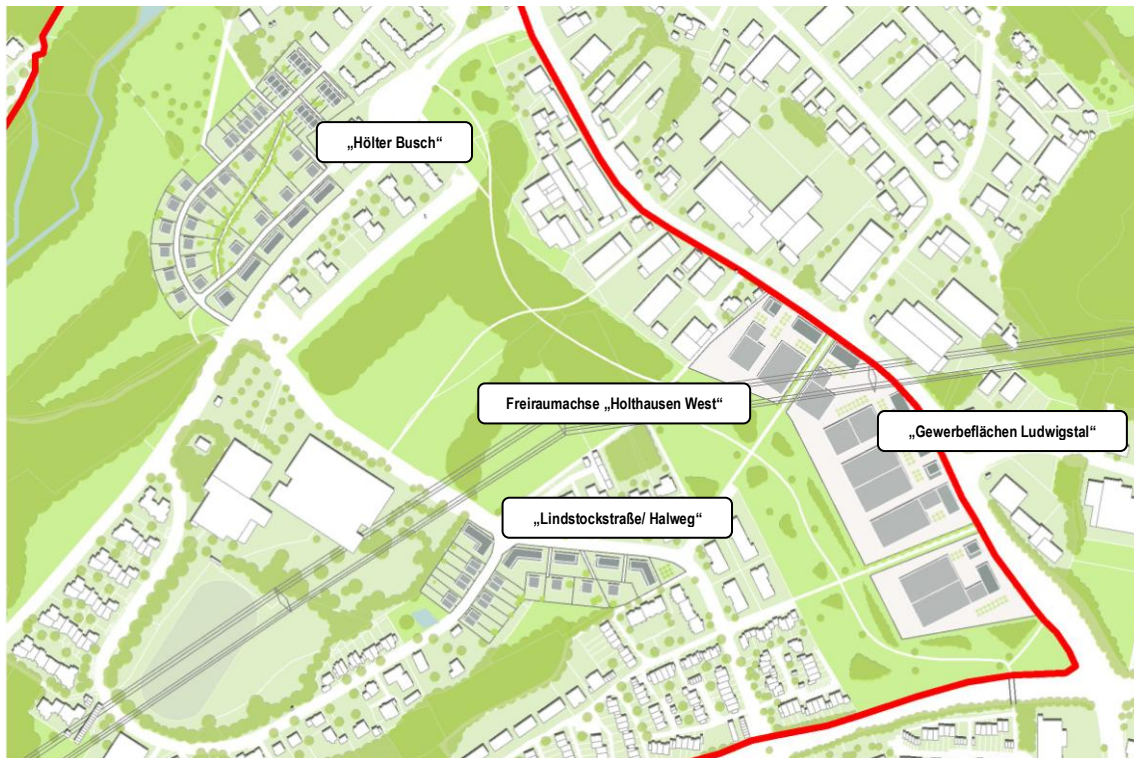 „Hölter Busch“
Freiraumachse „Holthausen West“
„Gewerbeflächen Ludwigstal“
„Lindstockstraße/ Halweg“